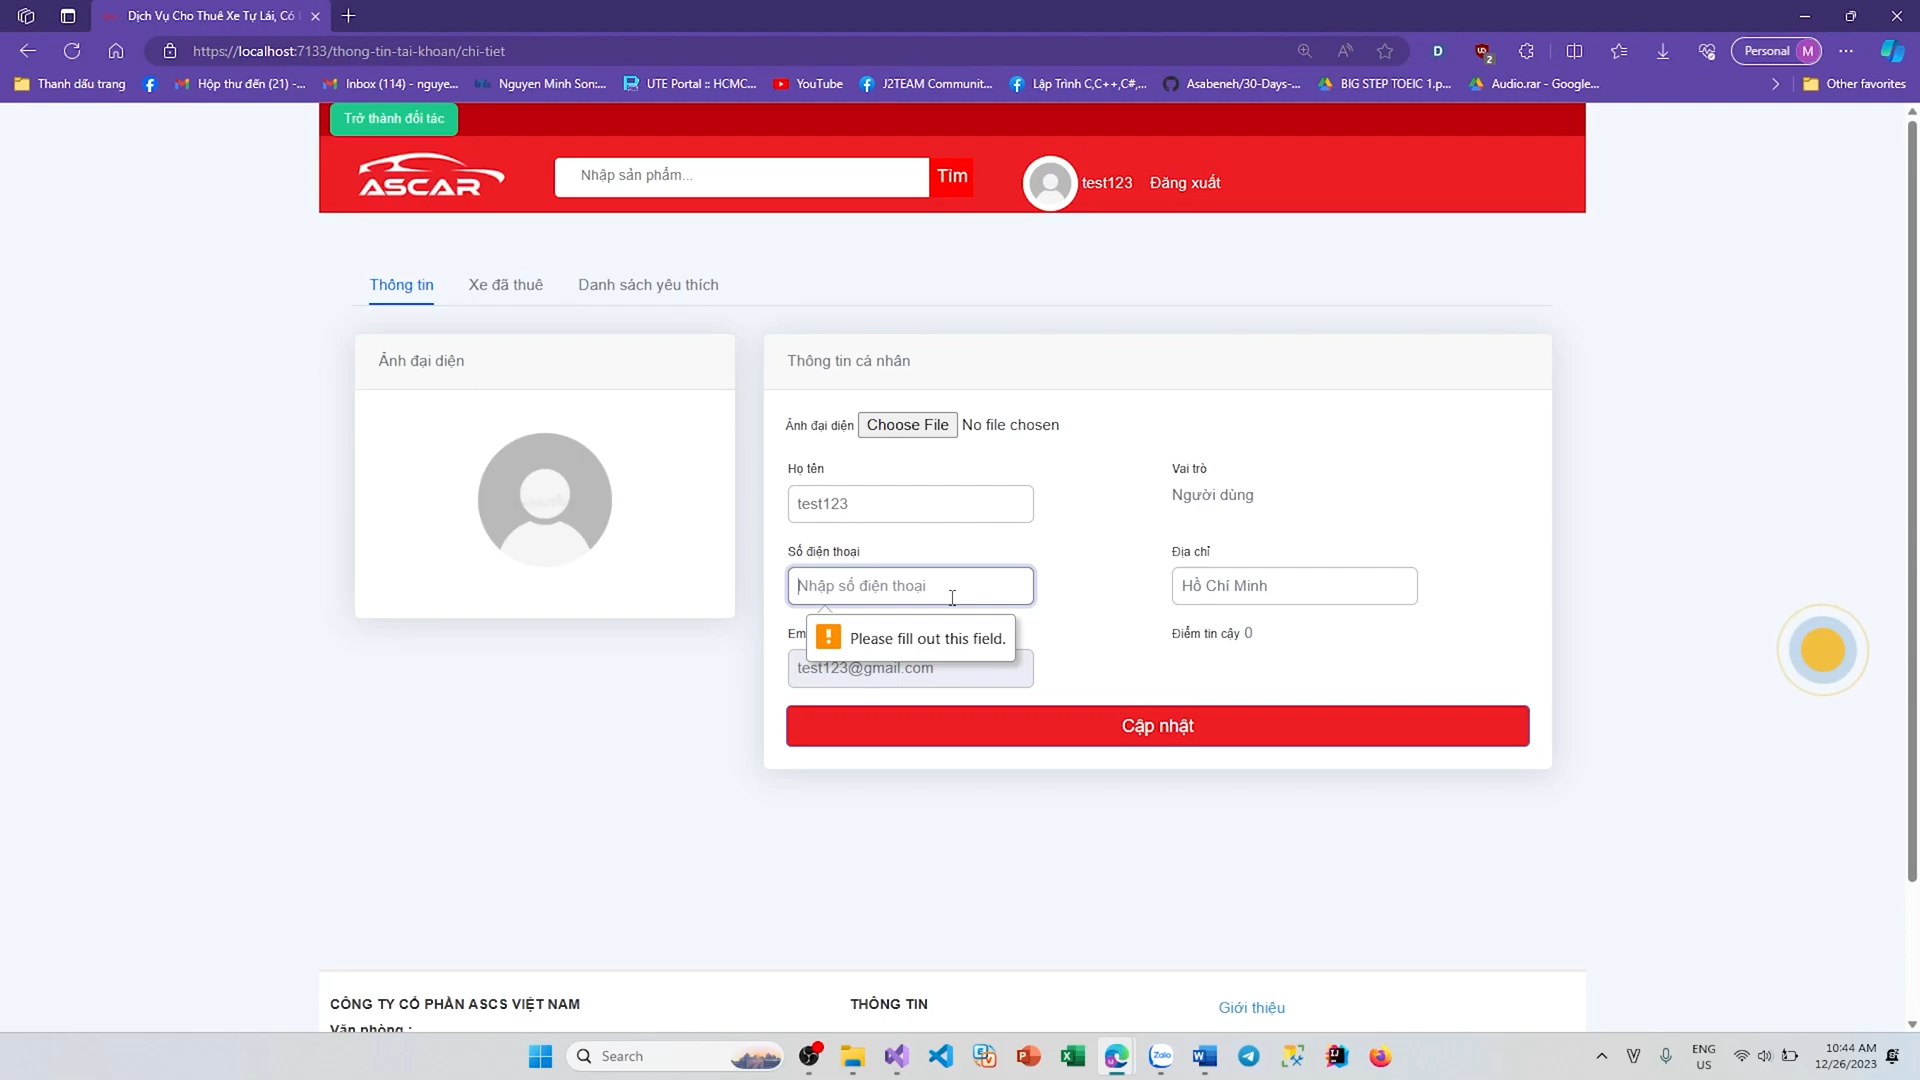 Dịch Vụ Cho Thuê Xe Tự Lái, Có
https://localhost:7133/thong-tin-tai-khoan/chi-tiet
D
2
Personal M
Thanh dấu trang
Hộp thư đến (21) -...
Inbox (114) - nguye...
Nguyen Minh Son:...
UTE Portal :: HCMC...
YouTube
J2TEAM Communit...
Lập Trình C,C++,C#,...
Asabeneh/30-Days-...
BIG STEP TOEIC 1.p...
Audio.rar - Google...
Other favorites
Trở thành đối tác
ASCAR
Nhập sản phẩm...
Tìm
test123
Đăng xuất
Thông tin
Xe đã thuê
Danh sách yêu thích
Ảnh đại diện
Thông tin cá nhân
Ảnh đại diện Choose File No file chosen
Họ tên
Vai trò
test123
Người dùng
Số điện thoại
Địa chỉ
Nhập số điện thoại
Hồ Chí Minh
Em
Please fill out this field.
Điểm tin cậy 0
test123@gmail.com
Cập nhật
CÔNG TY CỔ PHẦN ASCS VIỆT NAM
THÔNG TIN
Giới thiệu
Văn phòng :
Search
Zalo
ENG
US
10:44 AM
12/26/2023